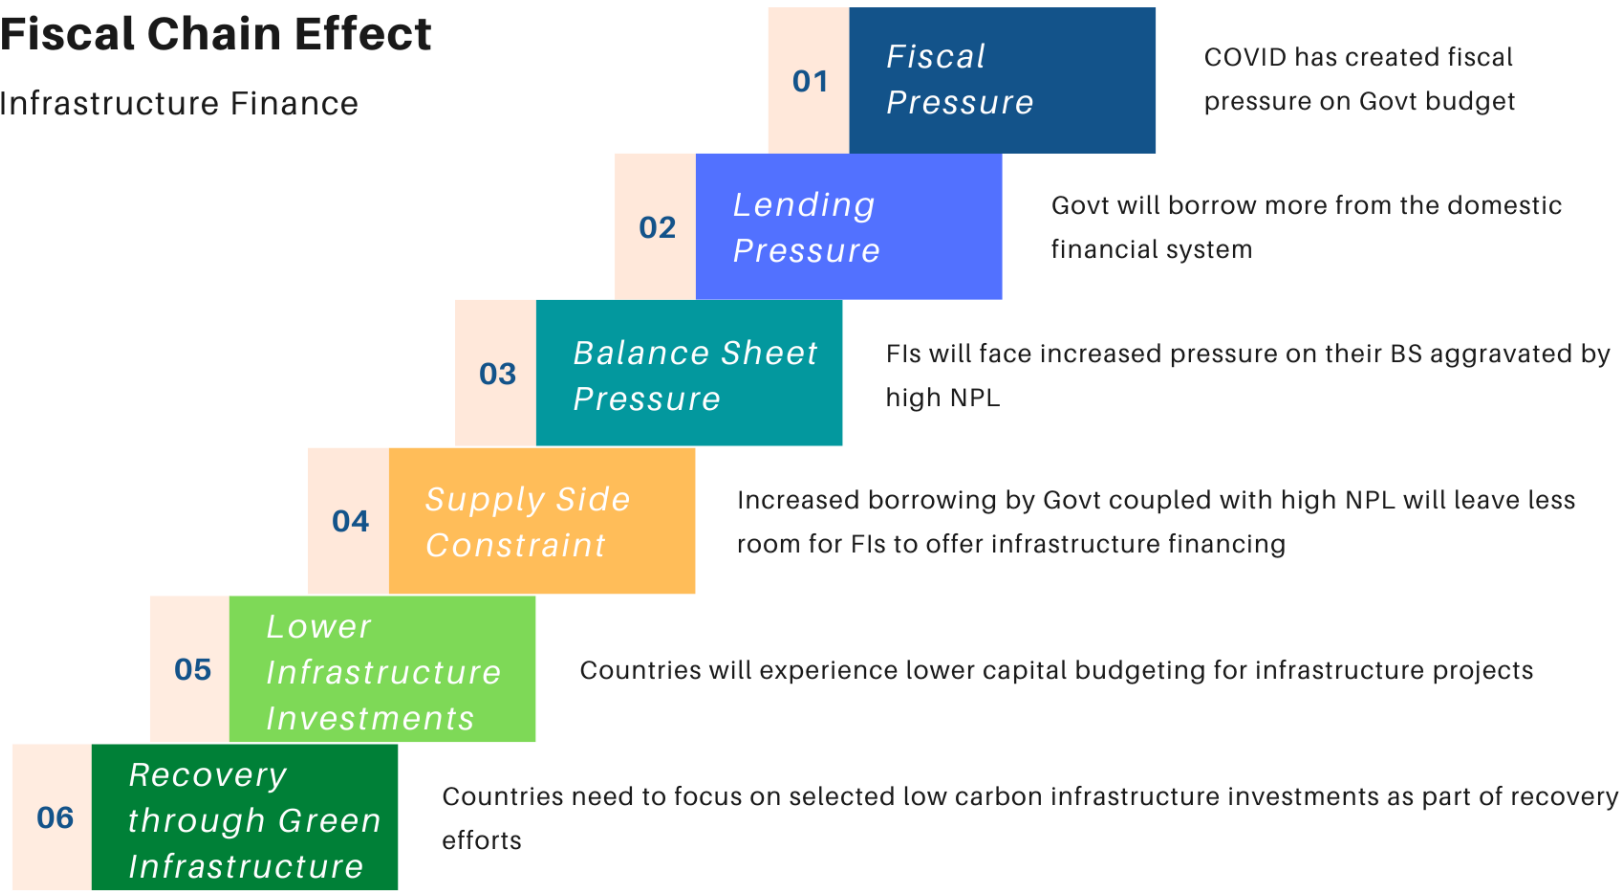 Fiscal Chain Effect
Infrastructure Finance
01
Fiscal
Pressure
COVID has created fiscal
pressure on Govt budget
02
Lending
Pressure
Govt will borrow more from the domestic
financial system
03
Balance Sheet
Pressure
FIs will face increased pressure on their BS aggravated by
high NPL
04
Supply Side
Constraint
Increased borrowing by Govt coupled with high NPL will leave less
room for FIs to offer infrastructure financing
05
Lower
Infrastructure
Investments
Countries will experience lower capital budgeting for infrastructure projects
06
Recovery
through Green
Infrastructure
Countries need to focus on selected low carbon infrastructure investments as part of recovery
efforts